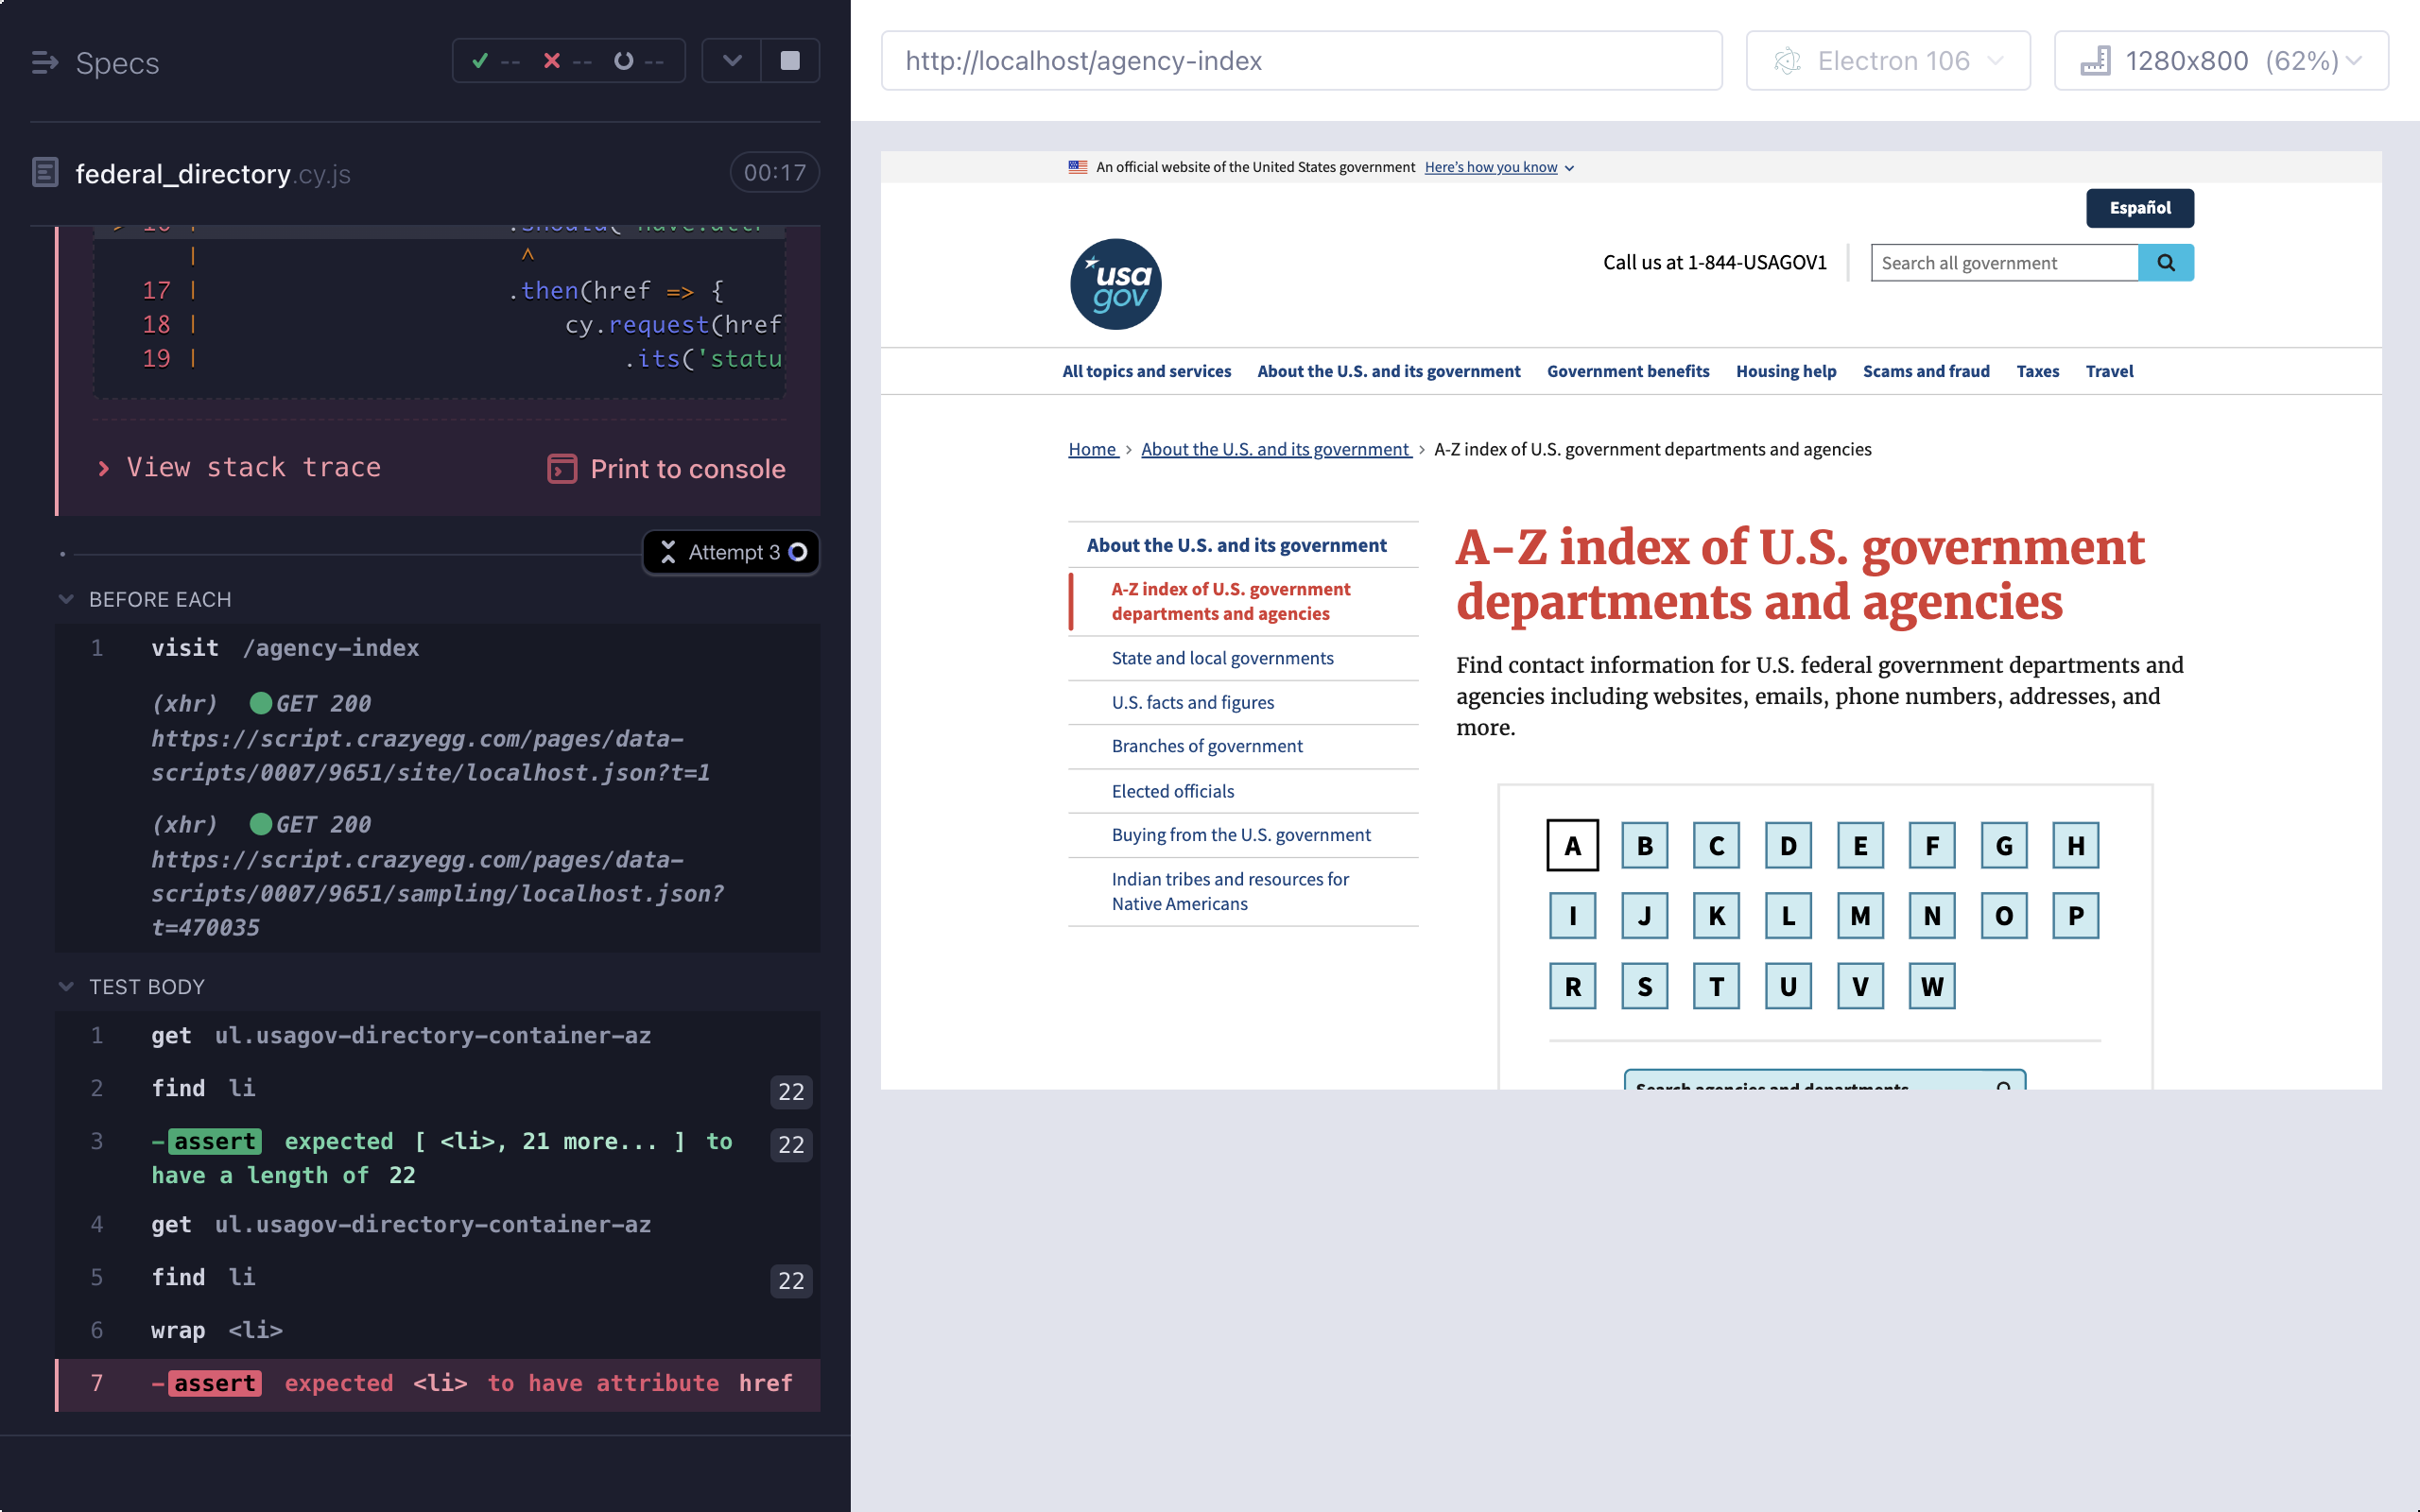 Specs
-- -- --
federal_directory.cy.js
00:17
> 16 | .should('have.attr'
| ^
17 | .then(href => {
18 | cy.request(href
19 | .its('statu
View stack trace
Print to console
Attempt 3
BEFORE EACH
1 visit /agency-index
(xhr) GET 200
https://script.crazyegg.com/pages/data-
scripts/0007/9651/site/localhost.json?t=1
(xhr) GET 200
https://script.crazyegg.com/pages/data-
scripts/0007/9651/sampling/localhost.json?
t=470035
TEST BODY
1 get ul.usagov-directory-container-az
2 find li 22
3 -assert expected [ <li>, 21 more... ] to 22
have a length of 22
4 get ul.usagov-directory-container-az
5 find li 22
6 wrap <li>
7 -assert expected <li> to have attribute href
http://localhost/agency-index
Electron 106
1280x800 (62%)
An official website of the United States government Here's how you know
Español
usa
gov
Call us at 1-844-USAGOV1
Search all government
All topics and services About the U.S. and its government Government benefits Housing help Scams and fraud Taxes Travel
Home > About the U.S. and its government > A-Z index of U.S. government departments and agencies
About the U.S. and its government
A-Z index of U.S. government
departments and agencies
State and local governments
U.S. facts and figures
Branches of government
Elected officials
Buying from the U.S. government
Indian tribes and resources for
Native Americans
A-Z index of U.S. government
departments and agencies
Find contact information for U.S. federal government departments and
agencies including websites, emails, phone numbers, addresses, and
more.
A B C D E F G H
I J K L M N O P
R S T U V W
Search agencies and departments